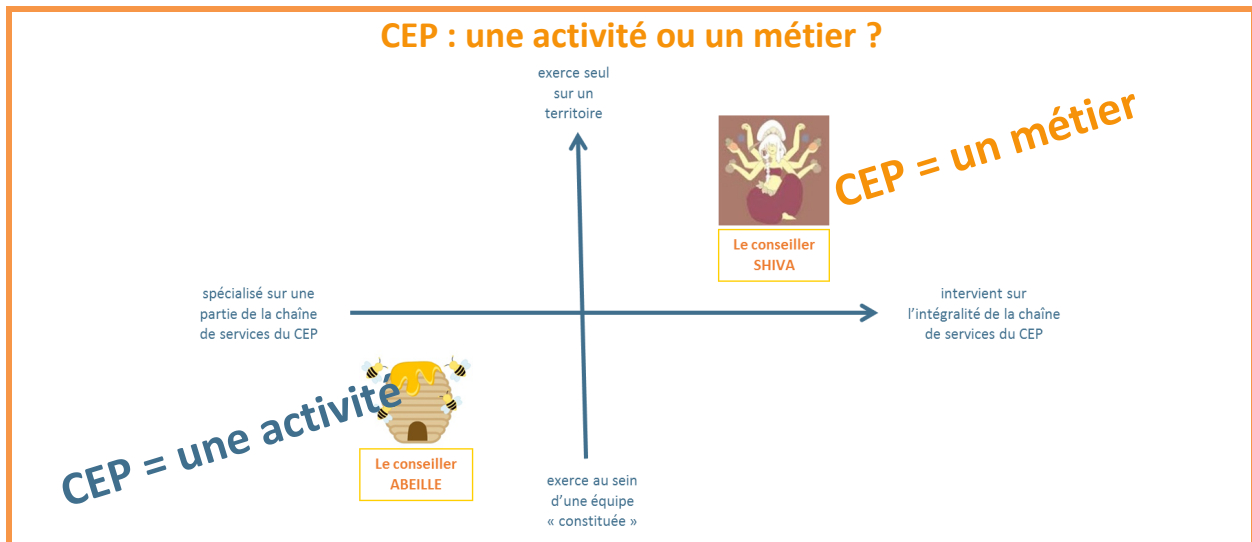 CEP : une activité ou un métier ?
exerce seul
sur un
territoire
CEP = un métier
Le conseiller
SHIVA
spécialisé sur une
partie de la chaîne
de services du CEP
intervient sur
l'intégralité de la chaîne
de services du CEP
CEP = une activité
Le conseiller
ABEILLE
exerce au sein
d'une équipe
« constituée »